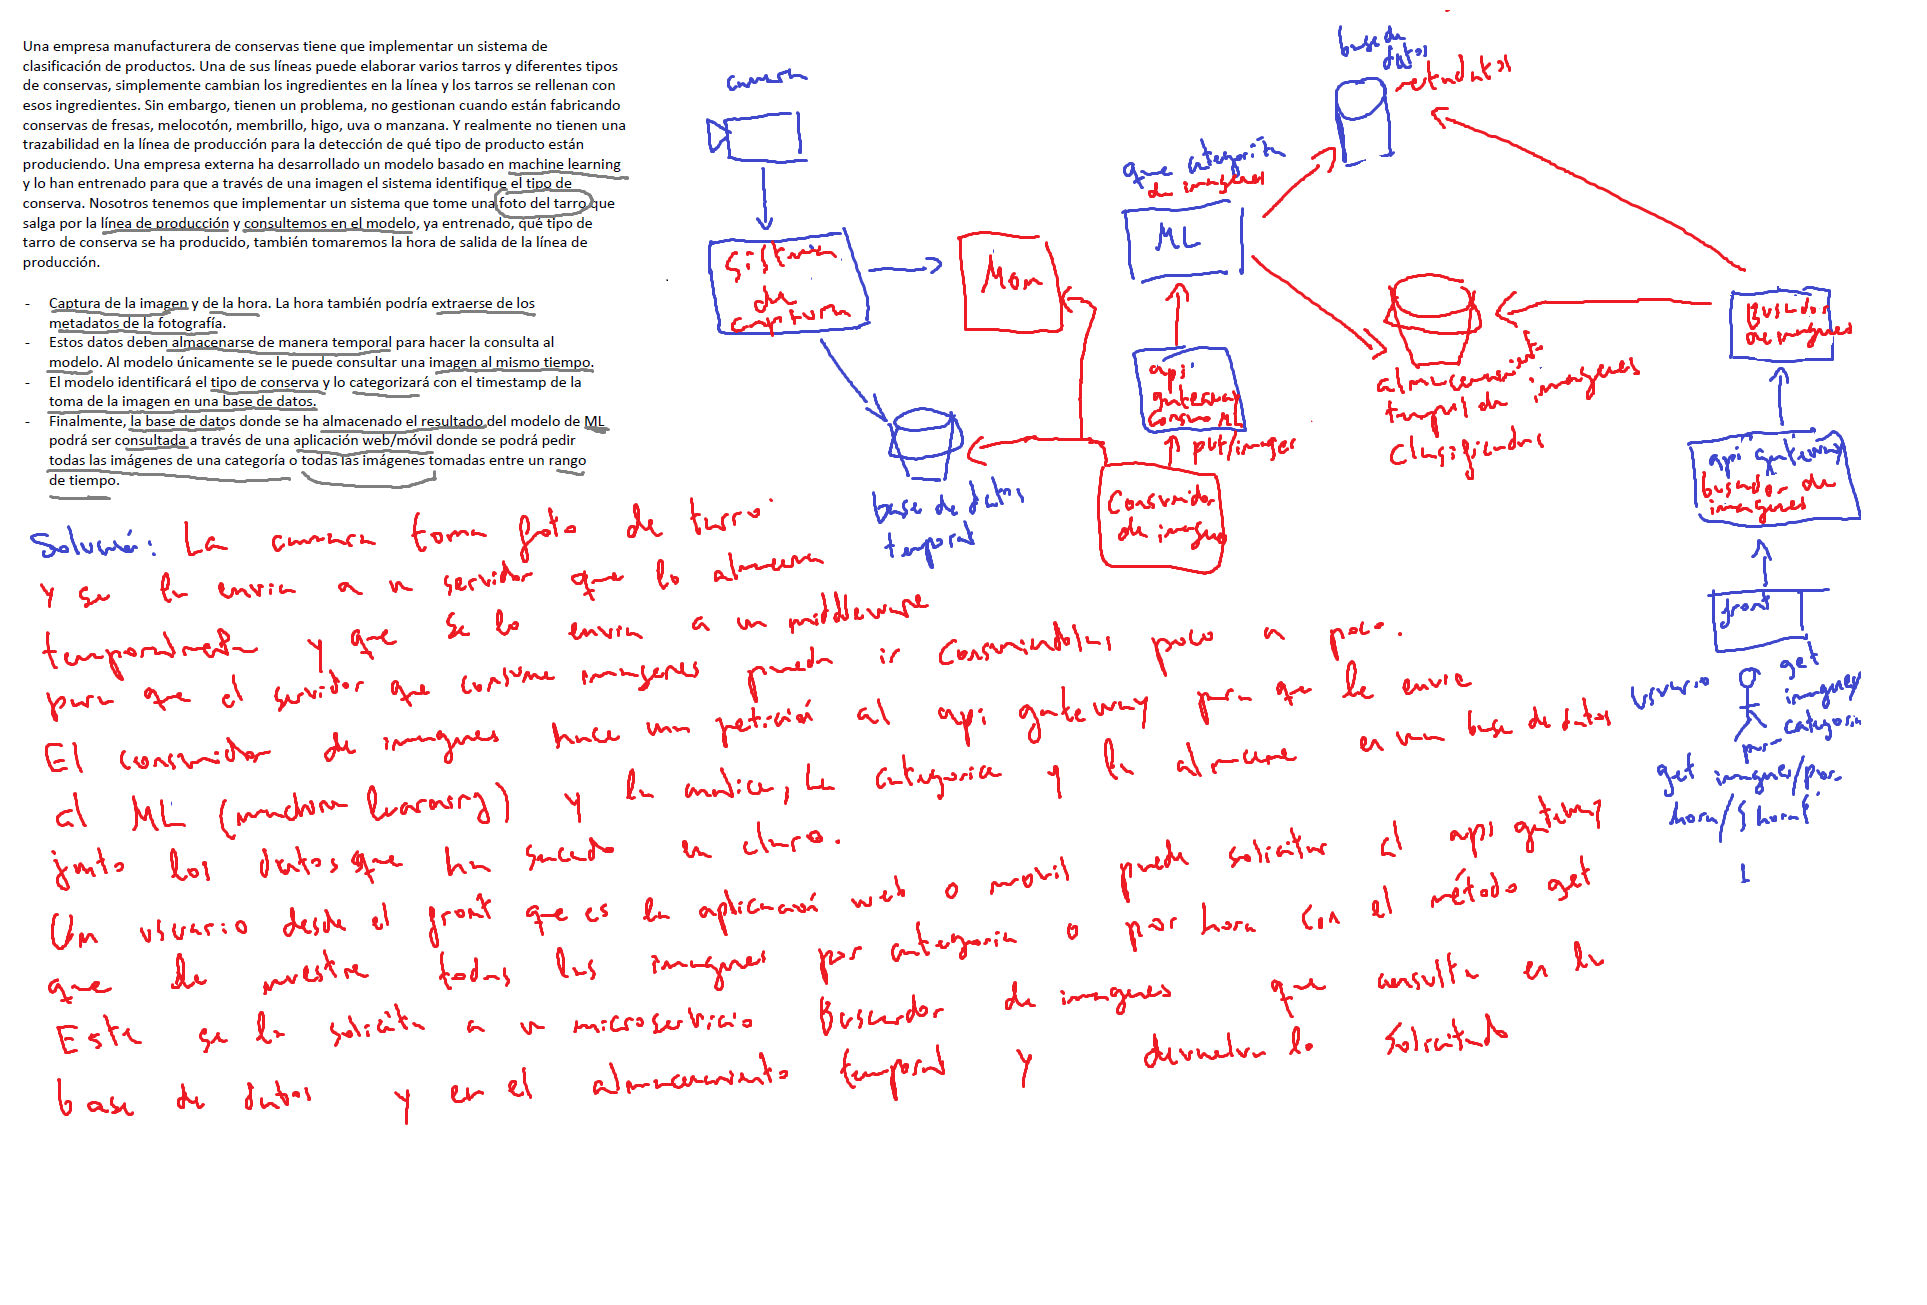 Una empresa manufacturera de conservas tiene que implementar un sistema de
clasificación de productos. Una de sus líneas puede elaborar varios tarros y diferentes tipos
de conservas, simplemente cambian los ingredientes en la línea y los tarros se rellenan con
esos ingredientes. Sin embargo, tienen un problema, no gestionan cuando están fabricando
conservas de fresas, melocotón, membrillo, higo, uva o manzana. Y realmente no tienen una
trazabilidad en la línea de producción para la detección de qué tipo de producto están
produciendo. Una empresa externa ha desarrollado un modelo basado en machine learning
y lo han entrenado para que a través de una imagen el sistema identifique el tipo de
conserva. Nosotros tenemos que implementar un sistema que tome una foto del tarro que
salga por la línea de producción y consultemos en el modelo, ya entrenado, qué tipo de
tarro de conserva se ha producido, también tomaremos la hora de salida de la línea de
producción.
- Captura de la imagen y de la hora. La hora también podría extraerse de los
metadatos de la fotografía.
- Estos datos deben almacenarse de manera temporal para hacer la consulta al
modelo. Al modelo únicamente se le puede consultar una imagen al mismo tiempo.
- El modelo identificará el tipo de conserva y lo categorizará con el timestamp de la
toma de la imagen en una base de datos.
- Finalmente, la base de datos donde se ha almacenado el resultado del modelo de ML
podrá ser consultada a través de una aplicación web/móvil donde se podrá pedir
todas las imágenes de una categoría o todas las imágenes tomadas entre un rango
de tiempo.
camara
Sistema
de
captura
Mom
base de datos
temporal
que categoriza
de imagenes
ML
api
gateway
consumo ML
put/imagen
Consumidor
de imagen
base de
datos
metadatos
almacenamiento
temporal de imagenes
clasificadas
Buscador
de imagenes
api gateway
buscador de
imagenes
front
usuario
get
imagenes/
por categoria
get imagenes/por
hora/{hora}
Solución: La camara toma foto de tarro
Y se la envia a un servidor que lo almacena
temporalmente y que se lo envia a un middleware
para que el servidor que consume imagenes pueda ir consumiendolas poco a poco.
El consumidor de imagenes hace una petición al api gateway para que le envie
al ML (machine learning) y la analice, la categoria y la almacene en una base de datos
junto los datos que ha sacado en claro.
Un usuario desde el front que es la aplicación web o movil puede solicitar al api gateway
que le muestre todas las imagenes por categoria o por hora con el método get
Este se la solicita a un microservicio Buscador de imagenes que consulta en la
base de datos y en el almacenamiento temporal y devuelva lo solicitado